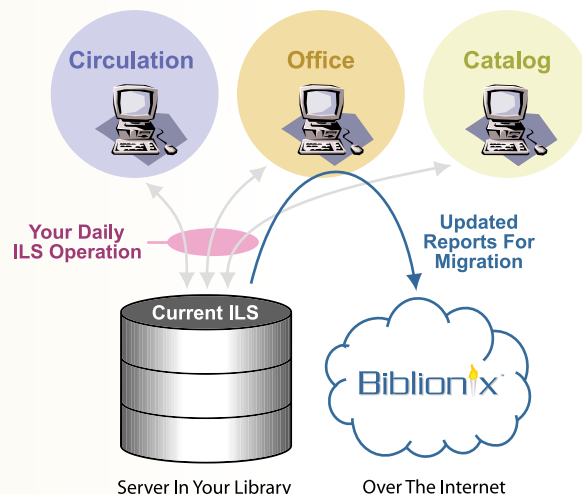 Circulation
Office
Catalog
Your Daily
ILS Operation
Updated
Reports For
Migration
Current ILS
Biblionix™
Server In Your Library
Over The Internet